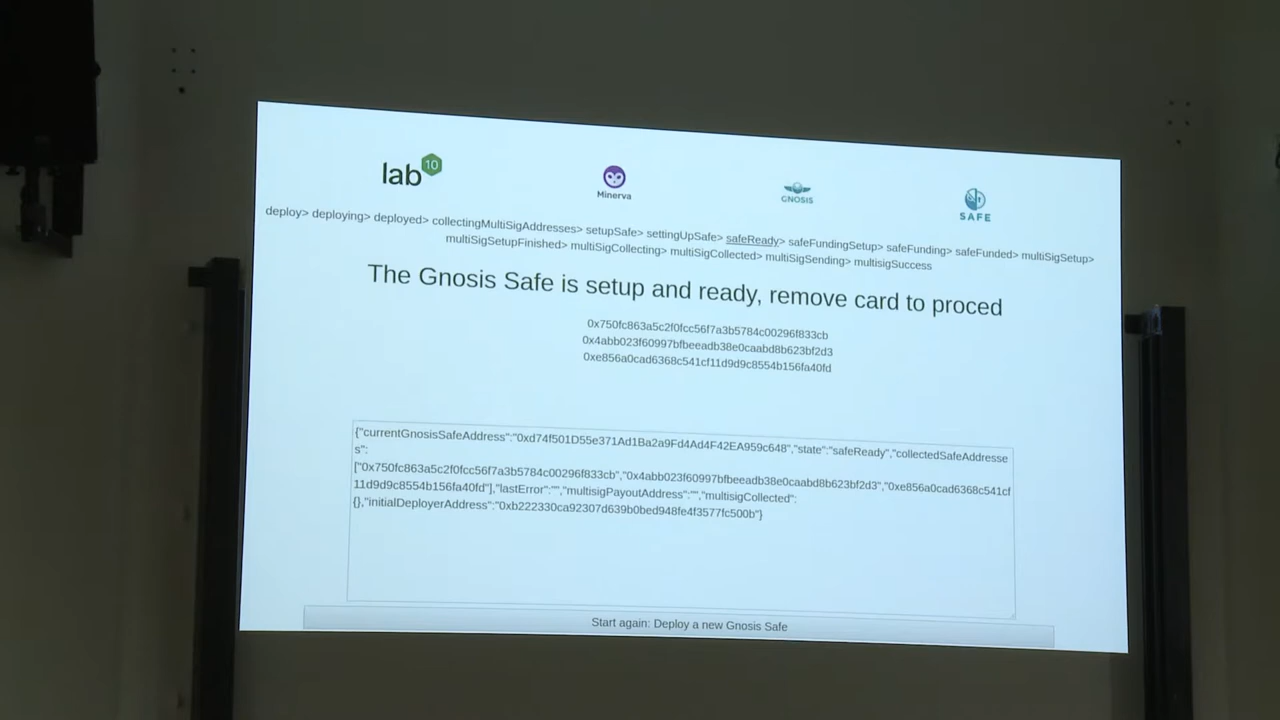 lab10
Minerva
GNOSIS
SAFE
deploy> deploying> deployed> collectingMultiSigAddresses> setupSafe> settingUpSafe> safeReady> safeFundingSetup> safeFunding> safeFunded> multiSigSetup>
multiSigSetupFinished> multiSigCollecting> multiSigCollected> multiSigSending> multisigSuccess
The Gnosis Safe is setup and ready, remove card to proced
0x750fc863a5c2f0fcc56f7a3b5784c00296f833cb
0x4abb023f60997bfbeeadb38e0caabd8b623bf2d3
0xe856a0cad6368c541cf11d9d9c8554b156fa40fd
{"currentGnosisSafeAddress":"0xd74f501D55e371Ad1Ba2a9Fd4Ad4F42EA959c648","state":"safeReady","collectedSafeAddresse
s":
["0x750fc863a5c2f0fcc56f7a3b5784c00296f833cb","0x4abb023f60997bfbeeadb38e0caabd8b623bf2d3","0xe856a0cad6368c541cf
11d9d9c8554b156fa40fd"],"lastError":"","multisigPayoutAddress":"","multisigCollected":
{},"initialDeployerAddress":"0xb222330ca92307d639b0bed948fe4f3577fc500b"}
Start again: Deploy a new Gnosis Safe